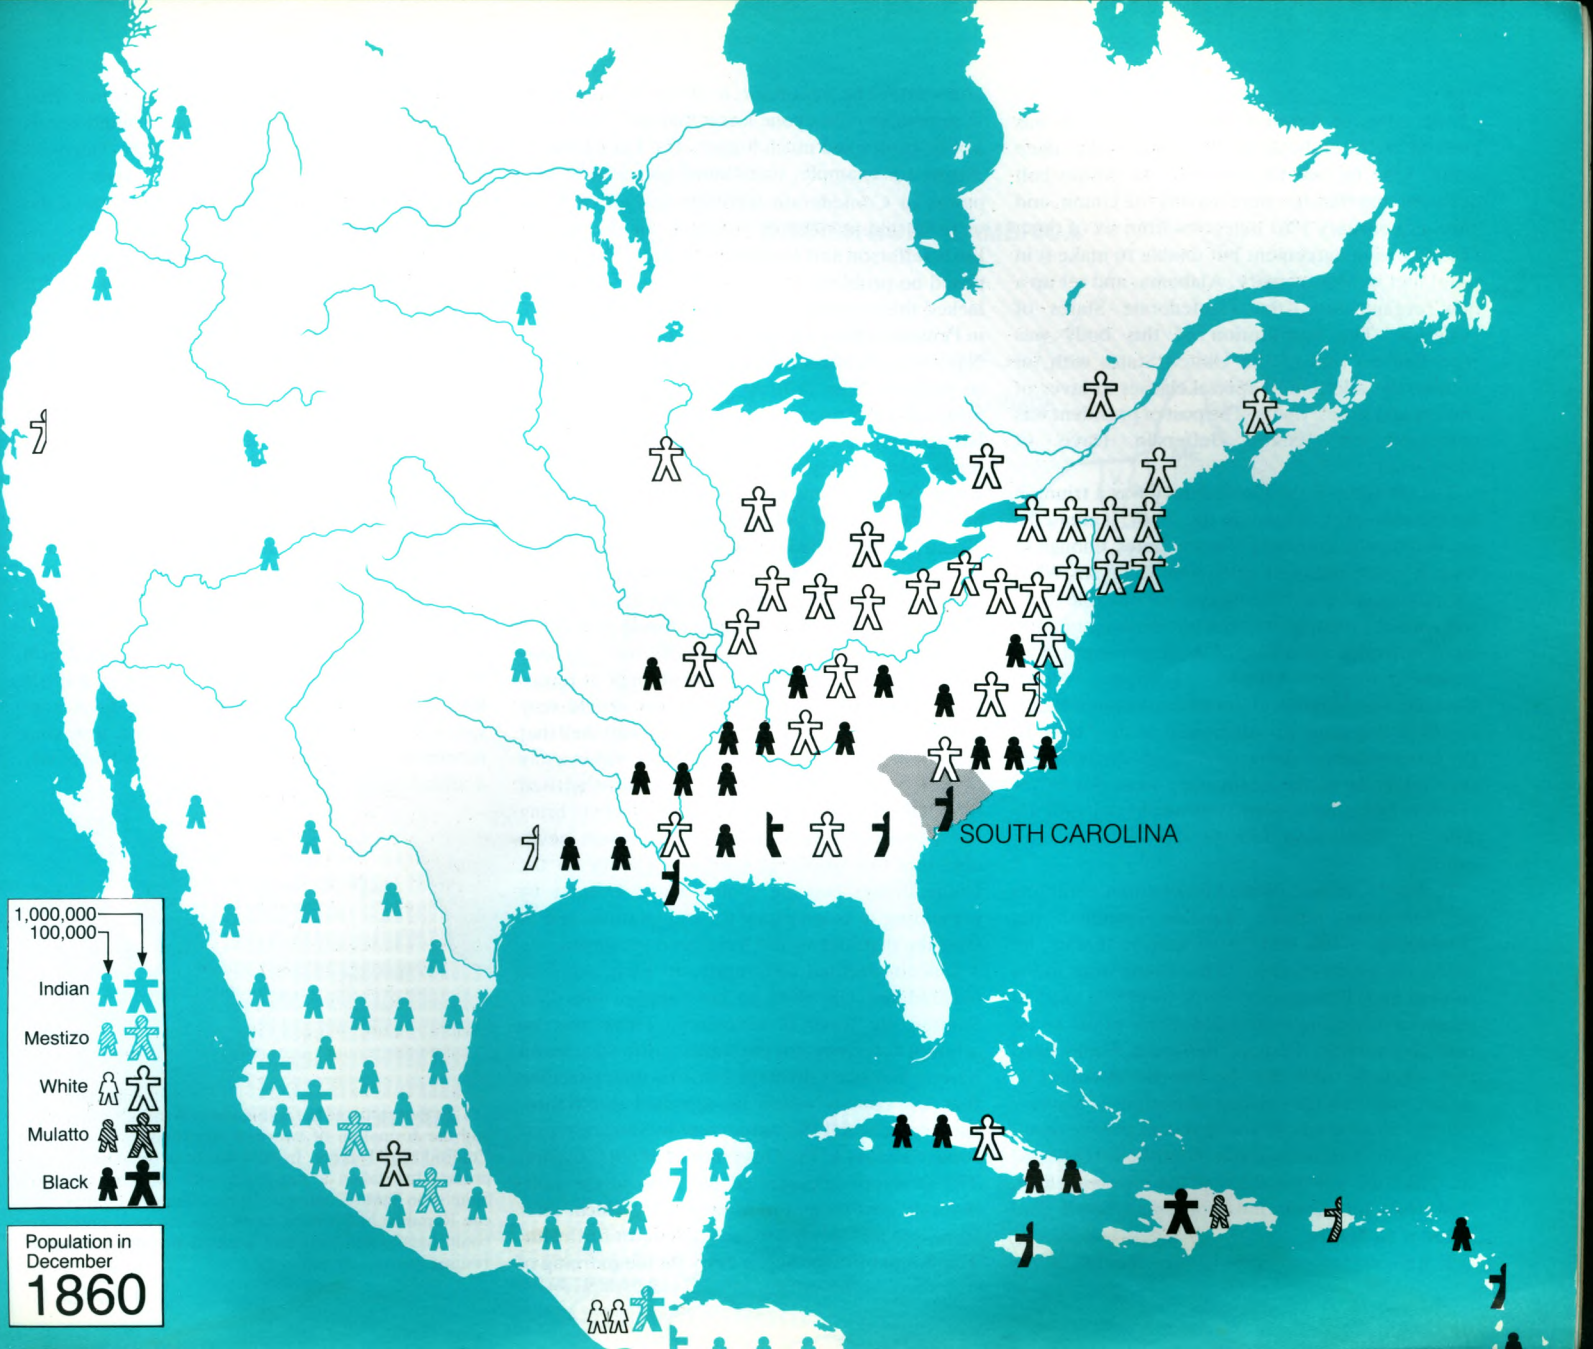 SOUTH CAROLINA
1,000,000
100,000
Indian
Mestizo
White
Mulatto
Black
Population in
December
1860